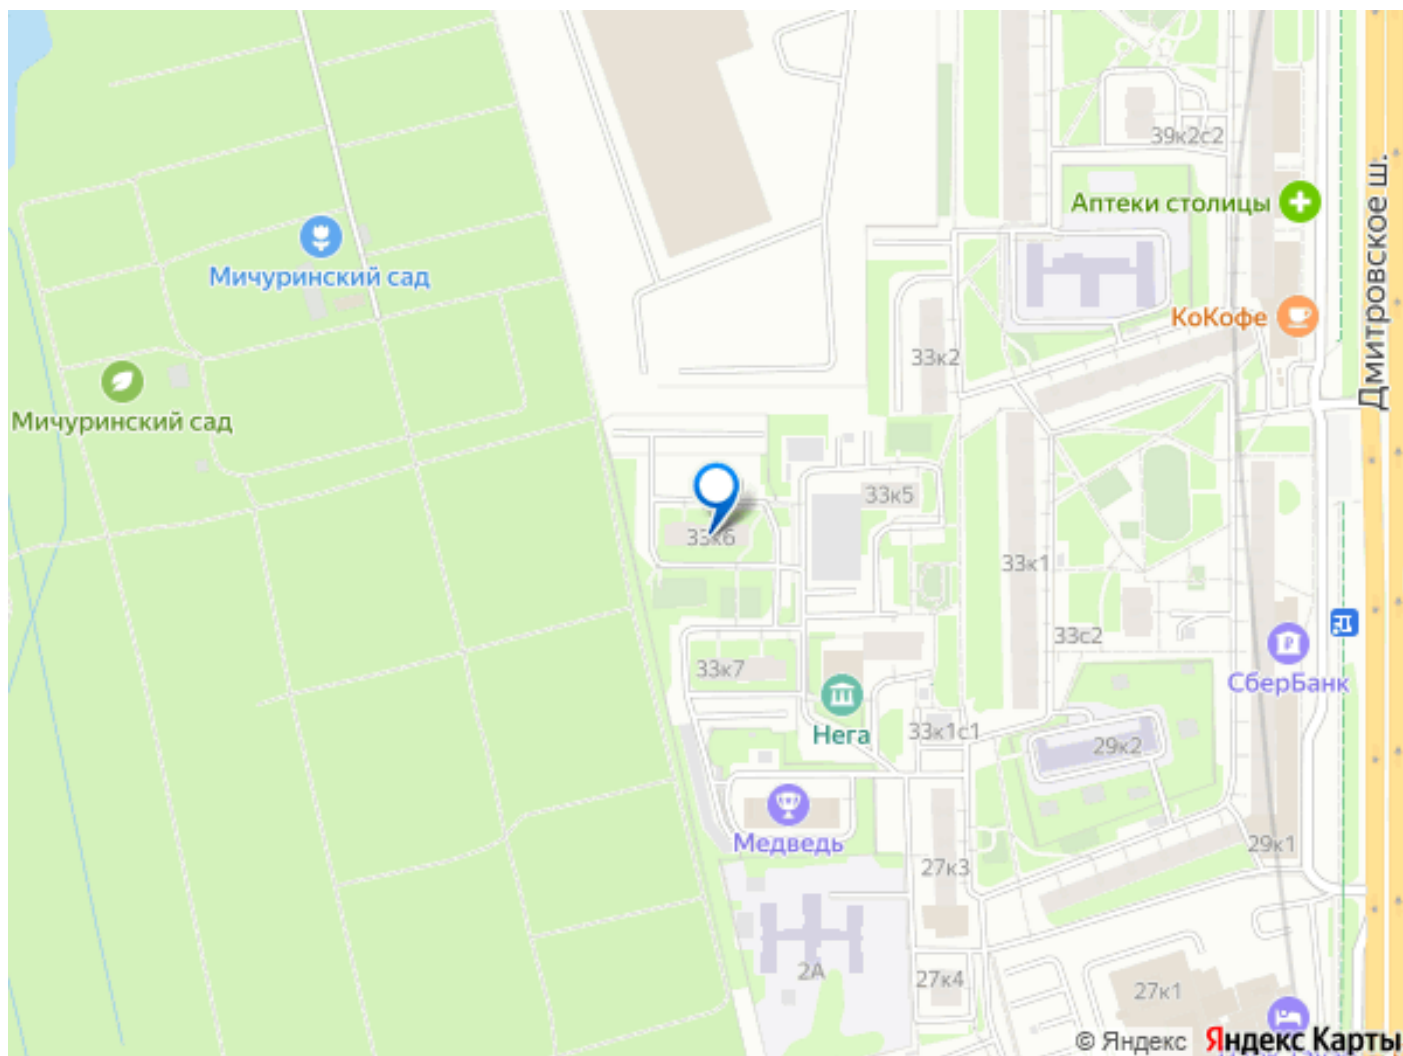 39к2с2
Аптеки столицы
Дмитровское ш.
Мичуринский сад
КоКофе
33к2
Мичуринский сад
33к5
33к6
33к1
33с2
33к7
СберБанк
Нега
33к1с1
29к2
Медведь
29к1
27к3
2А
27к4
27к1
© Яндекс Яндекс Карты